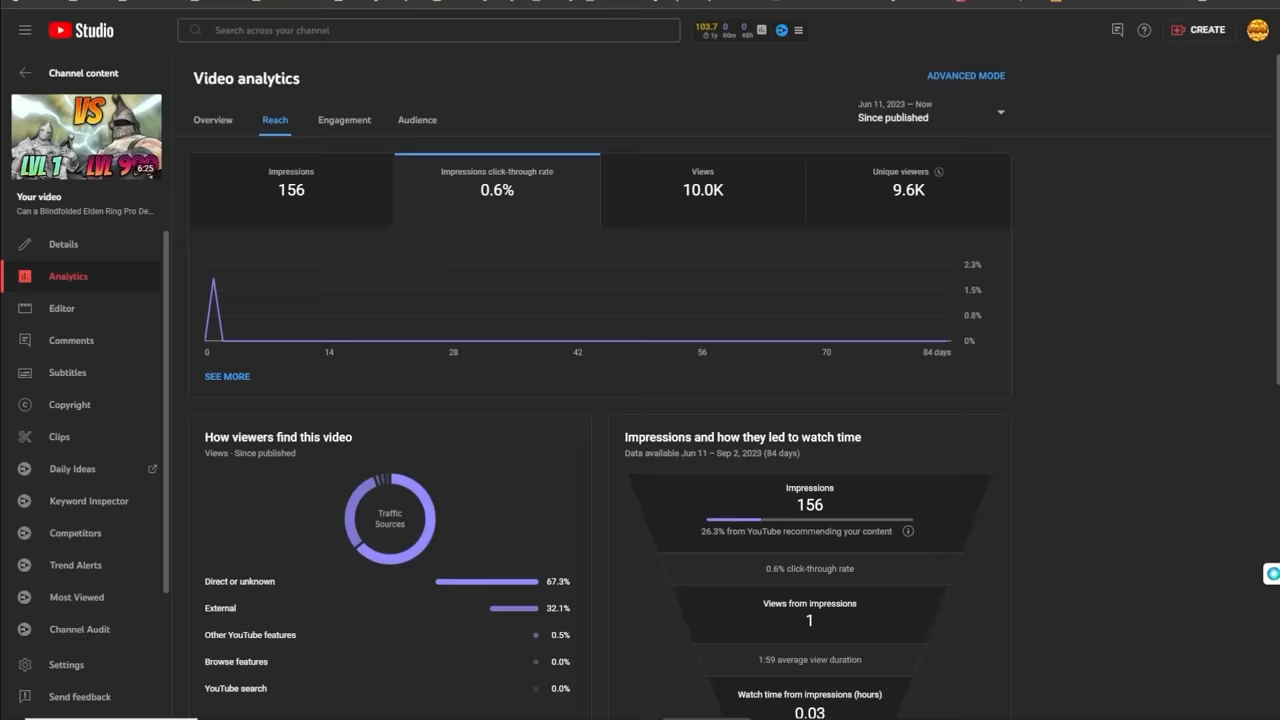 Studio
Search across your channel
103.7 0 0
1y 60m 48h
CREATE
Channel content
VS
LVL 1
6:25
Your video
Can a Blindfolded Elden Ring Pro De...
Details
Analytics
Editor
Comments
Subtitles
Copyright
Clips
Daily Ideas
Keyword Inspector
Competitors
Trend Alerts
Most Viewed
Channel Audit
Settings
Send feedback
Video analytics
ADVANCED MODE
Overview
Reach
Engagement
Audience
Jun 11, 2023 – Now
Since published
Impressions
156
Impressions click-through rate
0.6%
Views
10.0K
Unique viewers
9.6K
2.3%
1.5%
0.8%
0%
0 14 28 42 56 70 84 days
SEE MORE
How viewers find this video
Views · Since published
Traffic
Sources
Direct or unknown 67.3%
External 32.1%
Other YouTube features 0.5%
Browse features 0.0%
YouTube search 0.0%
Impressions and how they led to watch time
Data available Jun 11 – Sep 2, 2023 (84 days)
Impressions
156
26.3% from YouTube recommending your content
0.6% click-through rate
Views from impressions
1
1:59 average view duration
Watch time from impressions (hours)
0.03